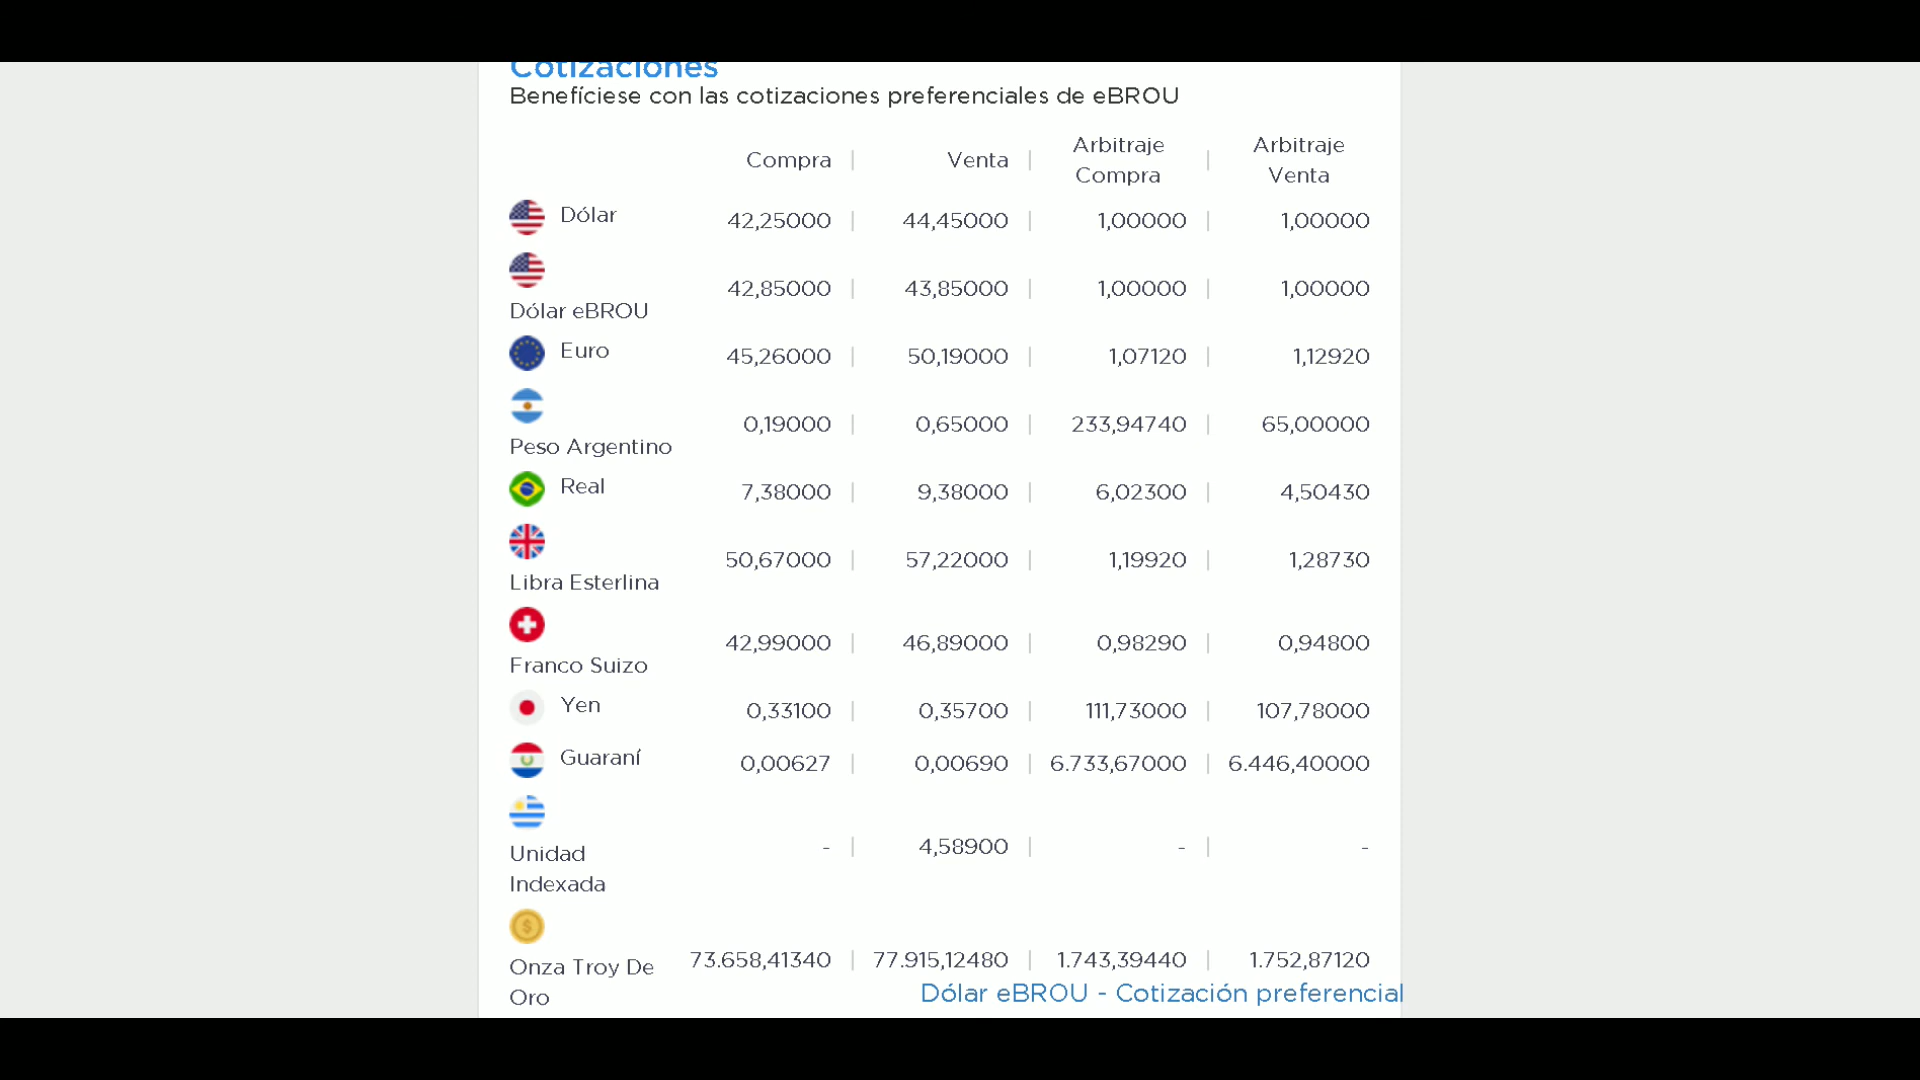 Cotizaciones
Benefíciese con las cotizaciones preferenciales de eBROU
Compra | Venta | Arbitraje Compra | Arbitraje Venta
Dólar 42,25000 | 44,45000 | 1,00000 | 1,00000
Dólar eBROU 42,85000 | 43,85000 | 1,00000 | 1,00000
Euro 45,26000 | 50,19000 | 1,07120 | 1,12920
Peso Argentino 0,19000 | 0,65000 | 233,94740 | 65,00000
Real 7,38000 | 9,38000 | 6,02300 | 4,50430
Libra Esterlina 50,67000 | 57,22000 | 1,19920 | 1,28730
Franco Suizo 42,99000 | 46,89000 | 0,98290 | 0,94800
Yen 0,33100 | 0,35700 | 111,73000 | 107,78000
Guaraní 0,00627 | 0,00690 | 6.733,67000 | 6.446,40000
Unidad Indexada - | 4,58900 | - | -
Onza Troy De Oro 73.658,41340 | 77.915,12480 | 1.743,39440 | 1.752,87120
Dólar eBROU - Cotización preferencial